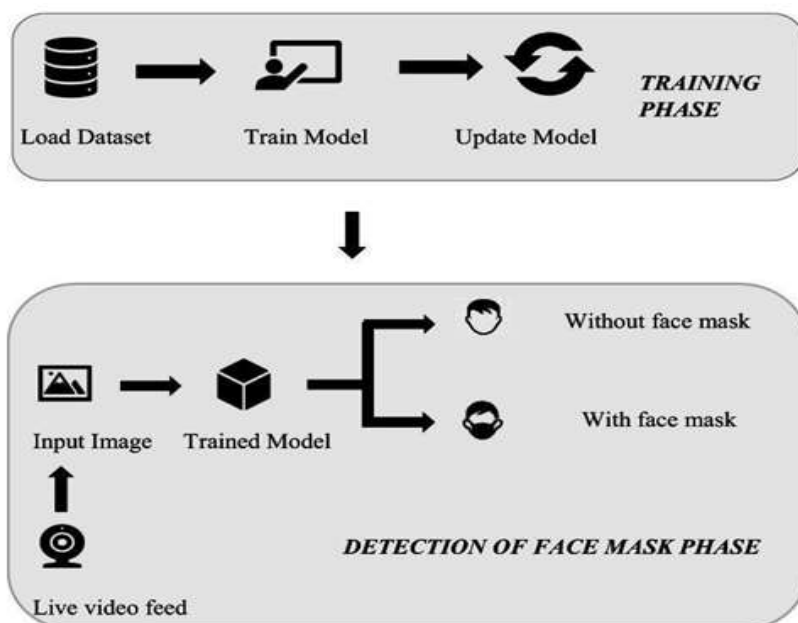 TRAINING
PHASE
Load Dataset
Train Model
Update Model
Without face mask
With face mask
Input Image
Trained Model
DETECTION OF FACE MASK PHASE
Live video feed